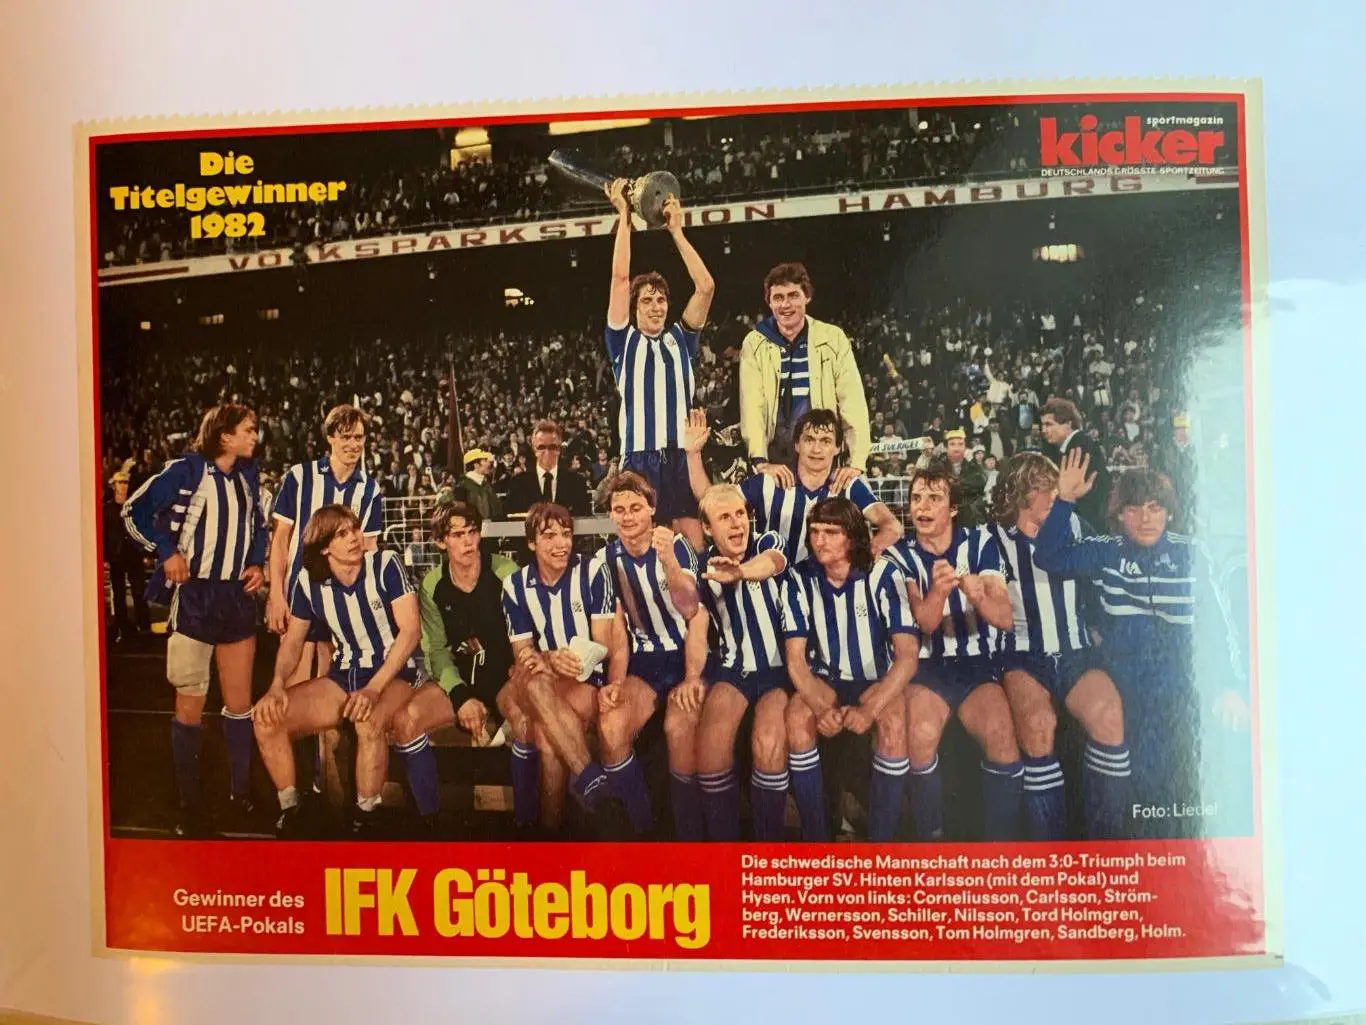 Die
Titelgewinner
1982
sportmagazin
kicker
DEUTSCHLANDS GRÖSSTE SPORTZEITUNG
VOLKSPARKSTADION HAMBURG
Foto: Liedel
Gewinner des
UEFA-Pokals
IFK Göteborg
Die schwedische Mannschaft nach dem 3:0-Triumph beim
Hamburger SV. Hinten Karlsson (mit dem Pokal) und
Hysen. Vorn von links: Corneliusson, Carlsson, Ström-
berg, Wernersson, Schiller, Nilsson, Tord Holmgren,
Frederiksson, Svensson, Tom Holmgren, Sandberg, Holm.